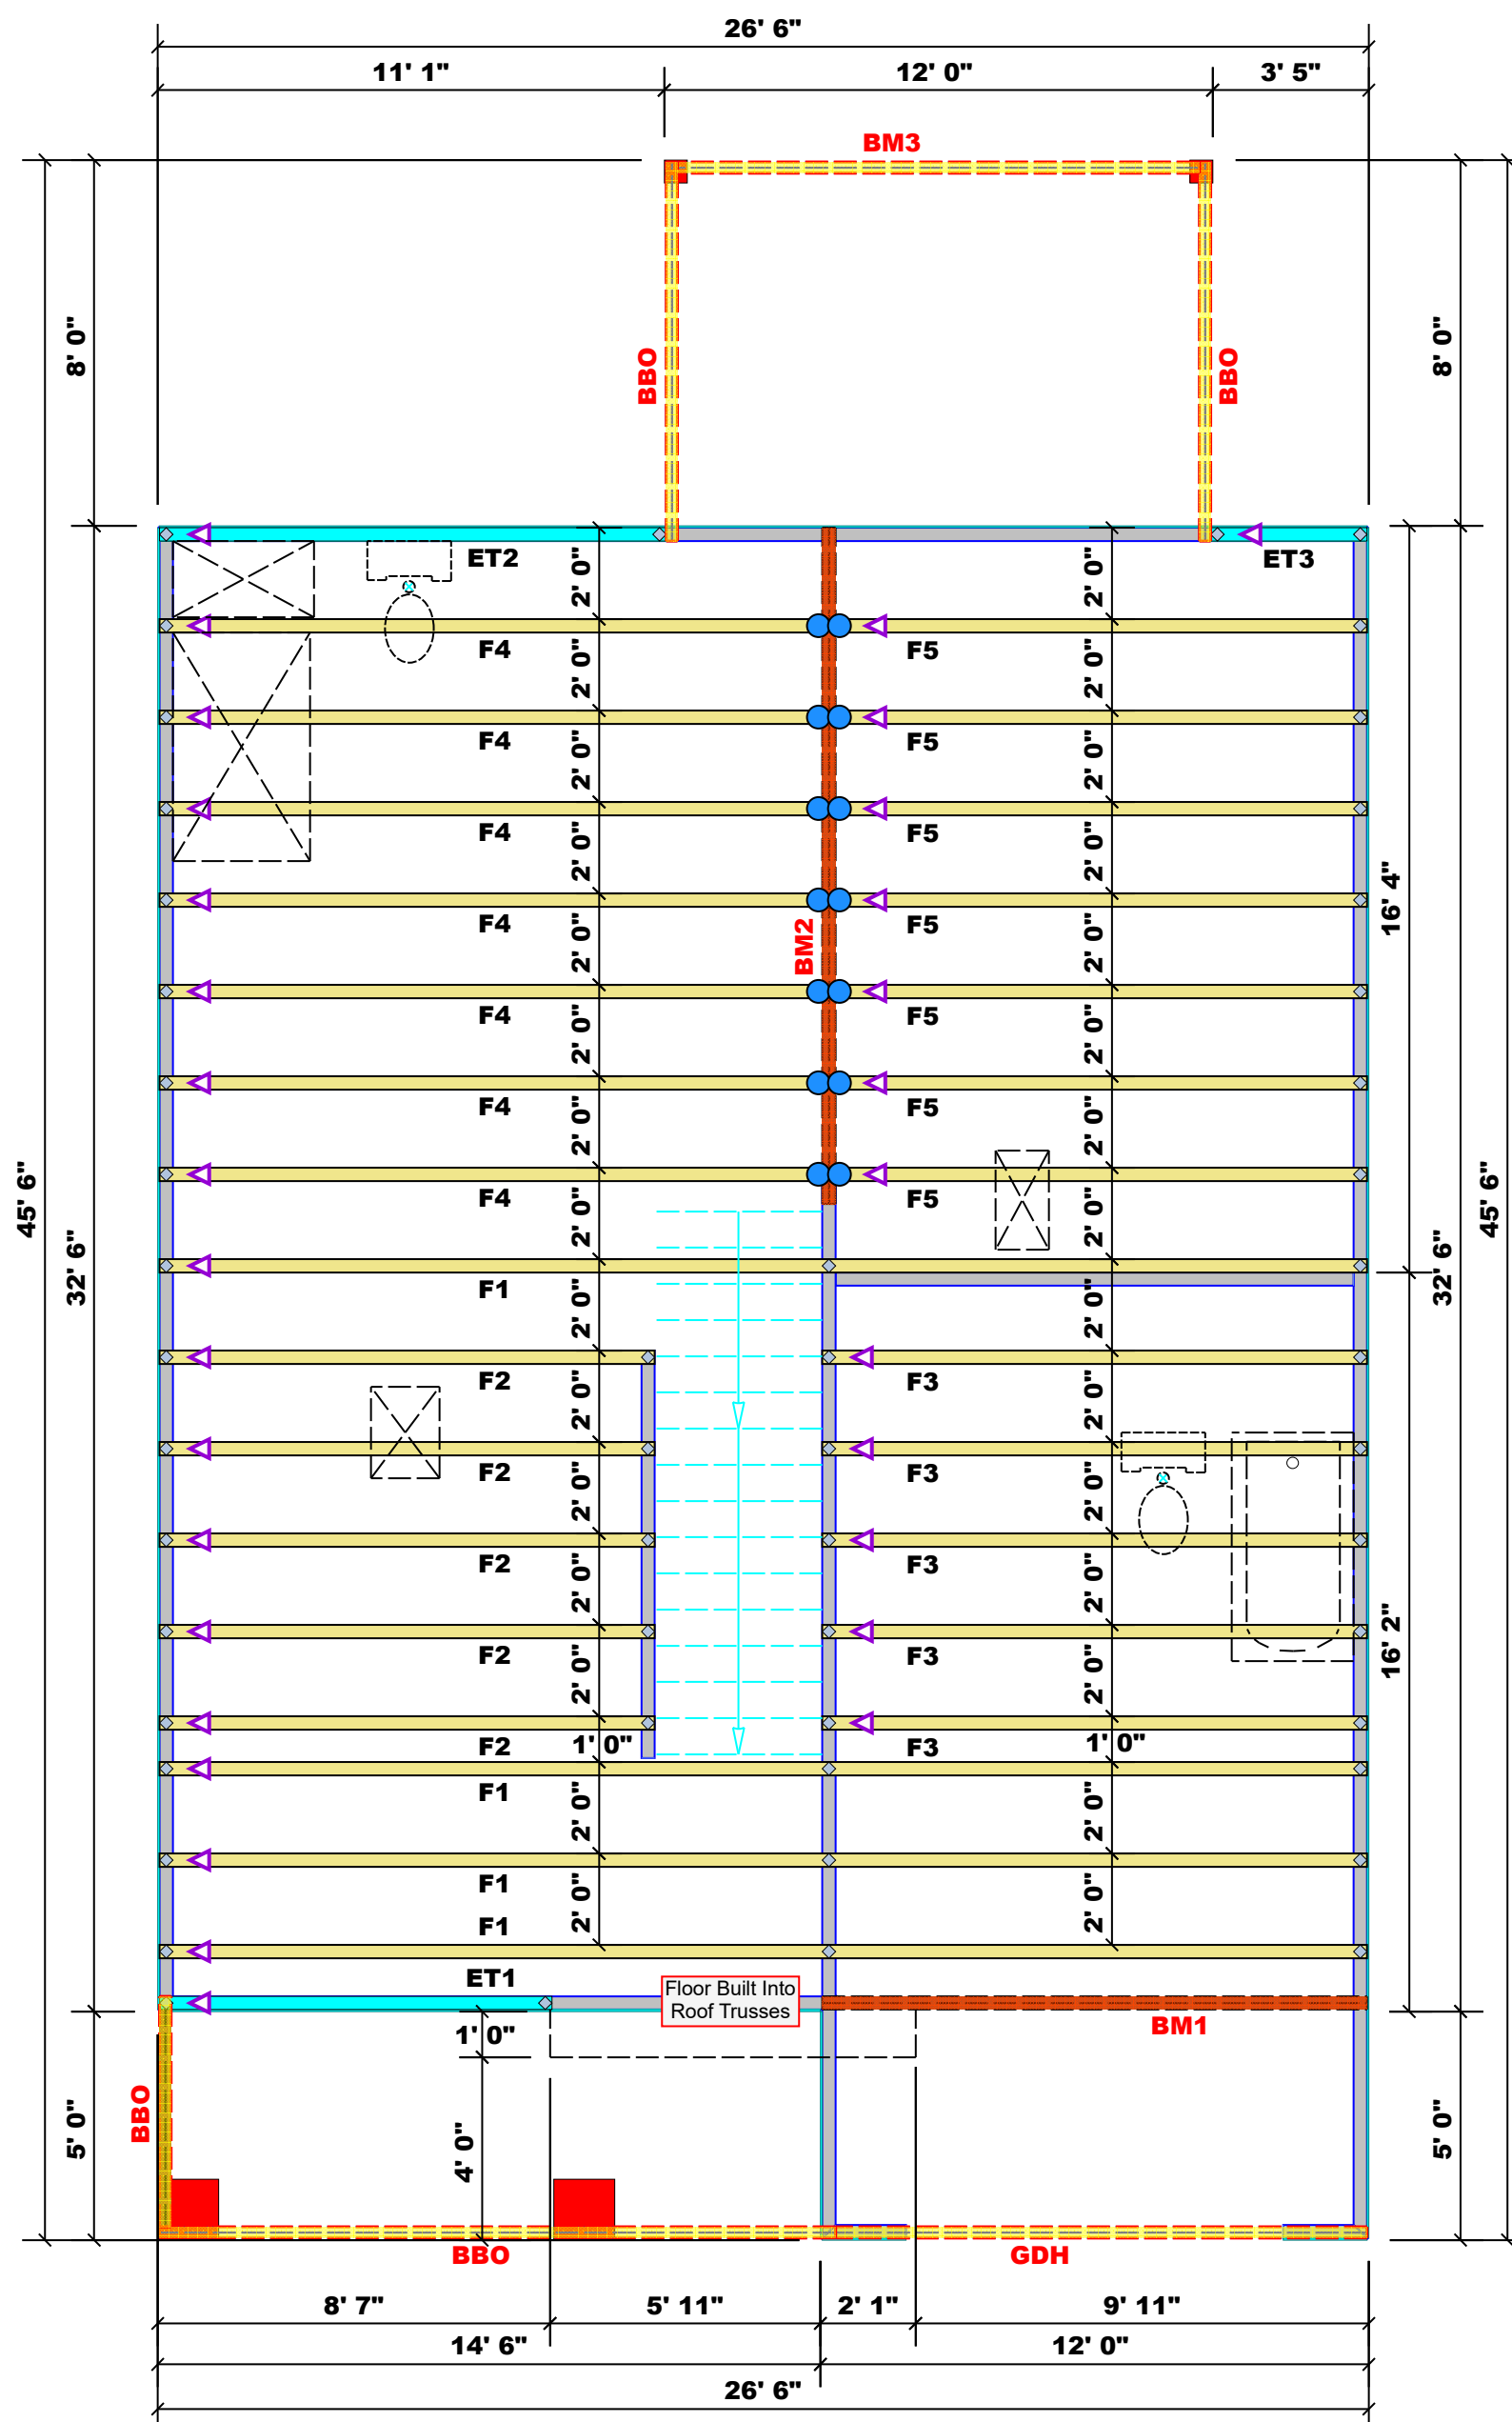 26' 6"
11' 1"
12' 0"
3' 5"
BM3
8' 0"
8' 0"
BBO
BBO
ET2
ET3
2' 0"
2' 0"
F4
F5
2' 0"
2' 0"
F4
F5
2' 0"
2' 0"
F4
F5
2' 0"
2' 0"
16' 4"
F4
F5
BM2
2' 0"
2' 0"
F4
F5
2' 0"
2' 0"
F4
F5
2' 0"
2' 0"
F4
F5
45' 6"
32' 6"
2' 0"
2' 0"
32' 6"
45' 6"
F1
2' 0"
2' 0"
F2
F3
2' 0"
2' 0"
F2
F3
2' 0"
2' 0"
F2
F3
2' 0"
2' 0"
16' 2"
F2
F3
2' 0"
2' 0"
F2
1' 0"
F3
1' 0"
F1
2' 0"
2' 0"
F1
2' 0"
2' 0"
F1
ET1
Floor Built Into
Roof Trusses
BM1
1' 0"
BBO
5' 0"
4' 0"
5' 0"
BBO
GDH
8' 7"
5' 11"
2' 1"
9' 11"
14' 6"
12' 0"
26' 6"